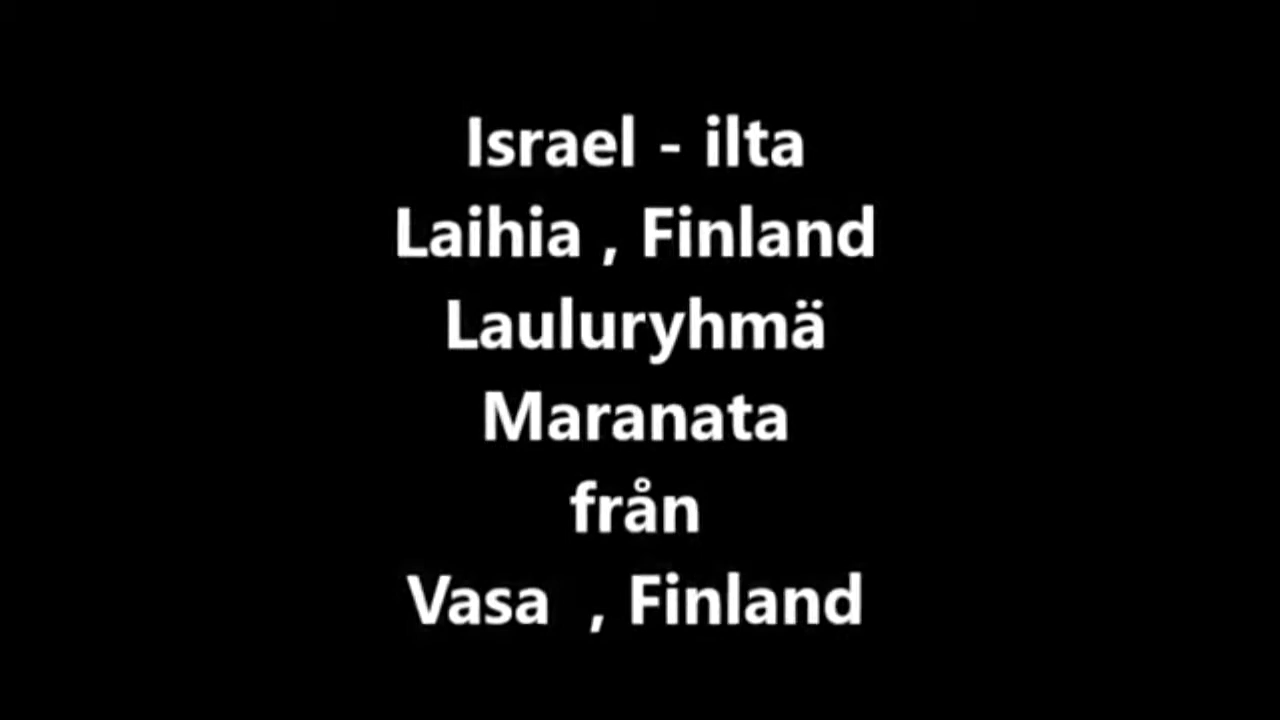 Israel - ilta
Laihia , Finland
Lauluryhmä
Maranata
från
Vasa  , Finland